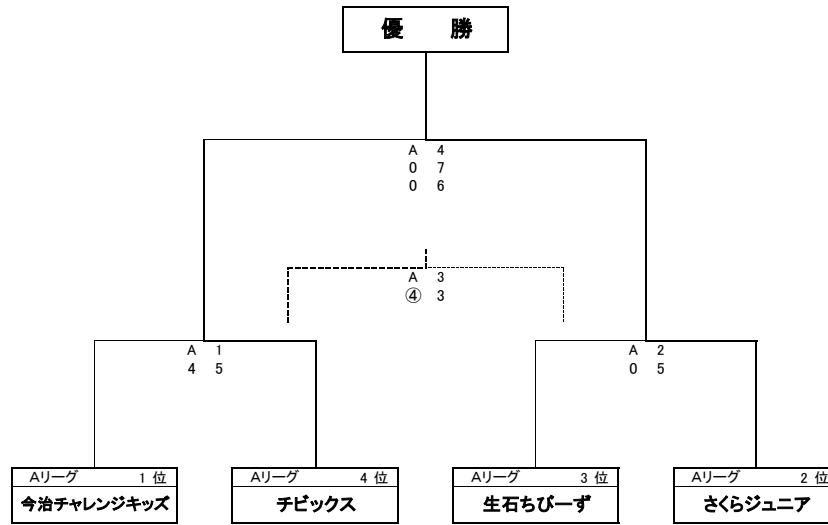 優　勝
A 4
0 7
0 6
A 3
④ 3
A 1
4 5
A 2
0 5
Aリーグ 1 位
今治チャレンジキッズ
Aリーグ 4 位
チビックス
Aリーグ 3 位
生石ちびーず
Aリーグ 2 位
さくらジュニア